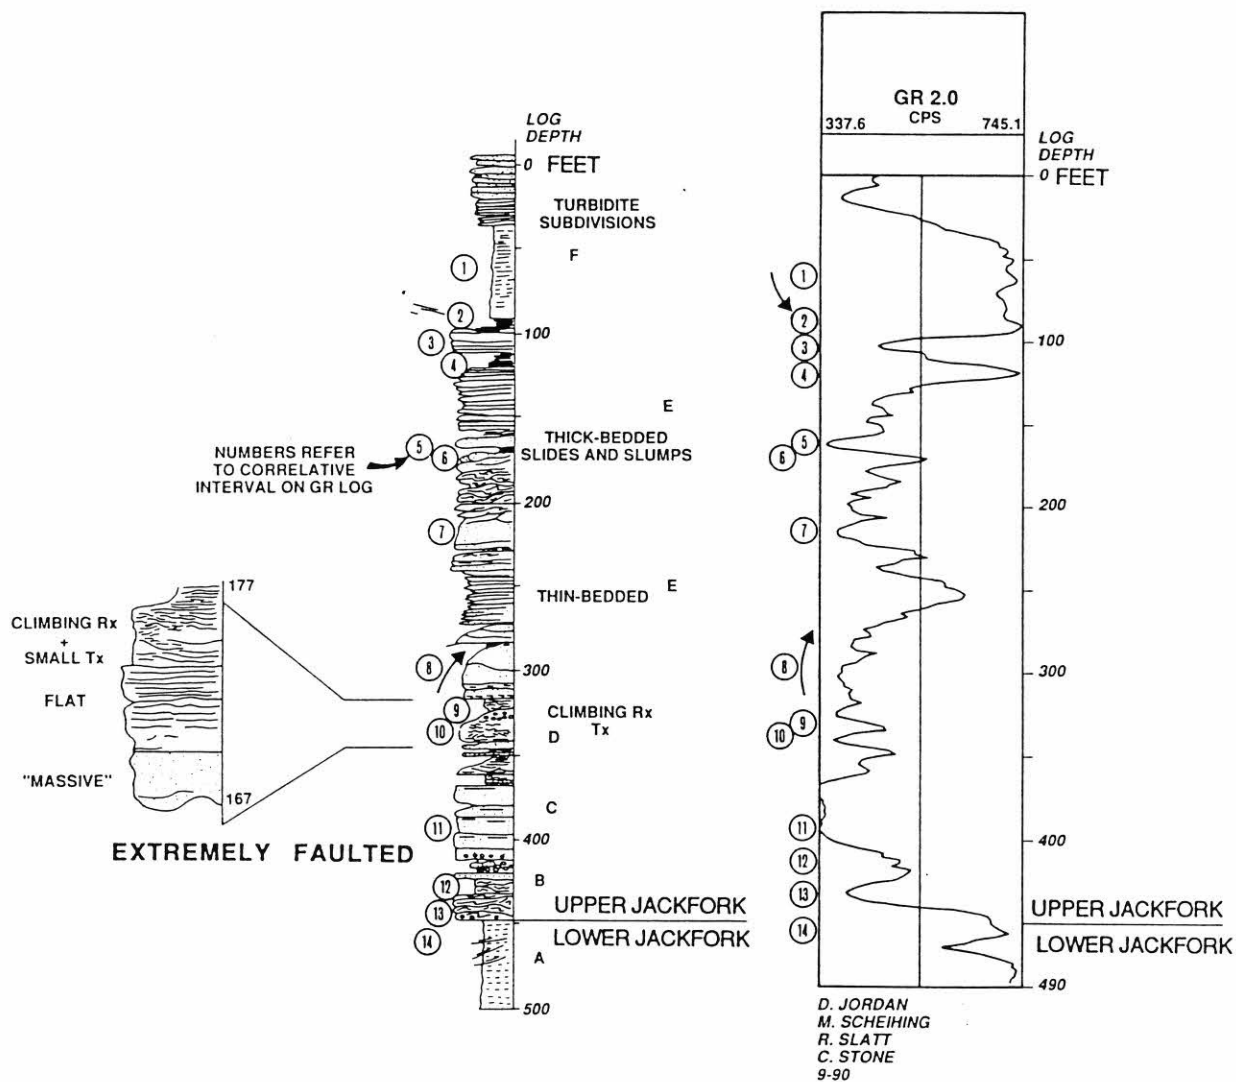 LOG
DEPTH
0 FEET
TURBIDITE
SUBDIVISIONS
F
1
2
100
3
4
E
THICK-BEDDED
SLIDES AND SLUMPS
5
6
NUMBERS REFER
TO CORRELATIVE
INTERVAL ON GR LOG
200
7
E
THIN-BEDDED
177
CLIMBING Rx
+
SMALL Tx
FLAT
"MASSIVE"
167
EXTREMELY FAULTED
8
300
9
10
CLIMBING Rx
Tx
D
C
11
400
B
12
13
UPPER JACKFORK
LOWER JACKFORK
14
A
500
GR 2.0
CPS
337.6 745.1
LOG
DEPTH
0 FEET
1
2
3
100
4
5
6
200
7
8
300
9
10
11
400
12
13
UPPER JACKFORK
14
LOWER JACKFORK
490
D. JORDAN
M. SCHEIHING
R. SLATT
C. STONE
9-90